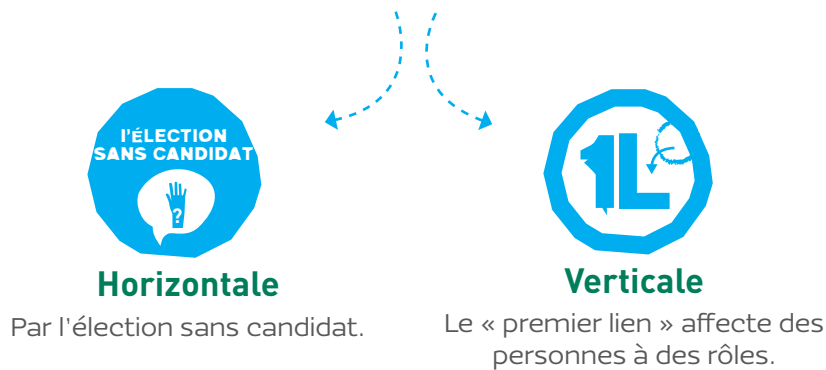 l'ÉLECTION
SANS CANDIDAT
?
1L
Horizontale
Par l'élection sans candidat.
Verticale
Le « premier lien » affecte des
personnes à des rôles.